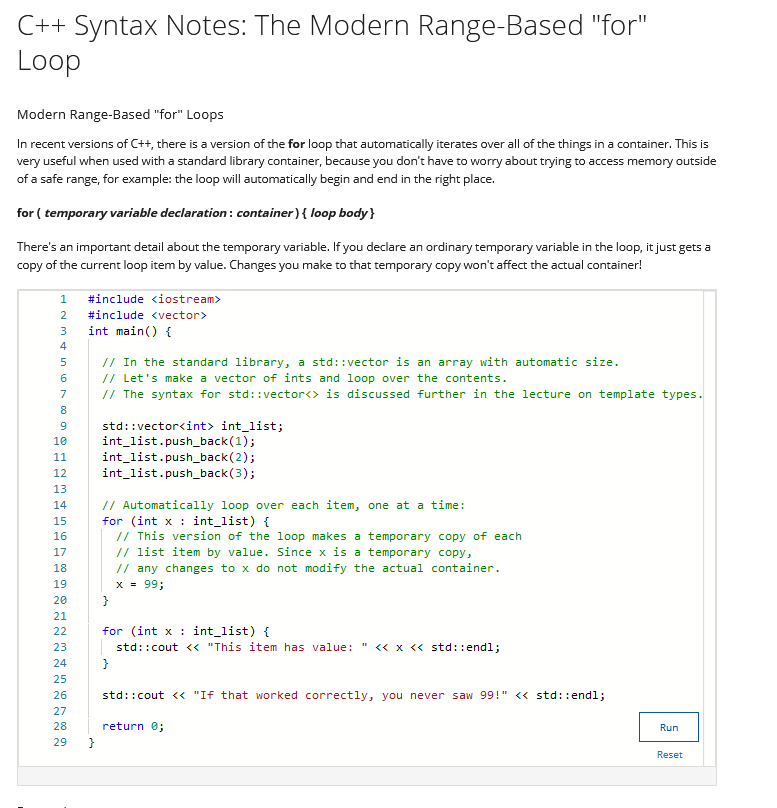 C++ Syntax Notes: The Modern Range-Based "for"
Loop
Modern Range-Based "for" Loops
In recent versions of C++, there is a version of the for loop that automatically iterates over all of the things in a container. This is
very useful when used with a standard library container, because you don't have to worry about trying to access memory outside
of a safe range, for example: the loop will automatically begin and end in the right place.
for ( temporary variable declaration : container ) { loop body }
There's an important detail about the temporary variable. If you declare an ordinary temporary variable in the loop, it just gets a
copy of the current loop item by value. Changes you make to that temporary copy won't affect the actual container!
1 #include <iostream>
2 #include <vector>
3 int main() {
4
5 // In the standard library, a std::vector is an array with automatic size.
6 // Let's make a vector of ints and loop over the contents.
7 // The syntax for std::vector<> is discussed further in the lecture on template types.
8
9 std::vector<int> int_list;
10 int_list.push_back(1);
11 int_list.push_back(2);
12 int_list.push_back(3);
13
14 // Automatically loop over each item, one at a time:
15 for (int x : int_list) {
16 // This version of the loop makes a temporary copy of each
17 // list item by value. Since x is a temporary copy,
18 // any changes to x do not modify the actual container.
19 x = 99;
20 }
21
22 for (int x : int_list) {
23 std::cout << "This item has value: " << x << std::endl;
24 }
25
26 std::cout << "If that worked correctly, you never saw 99!" << std::endl;
27
28 return 0;
29 }
Run
Reset